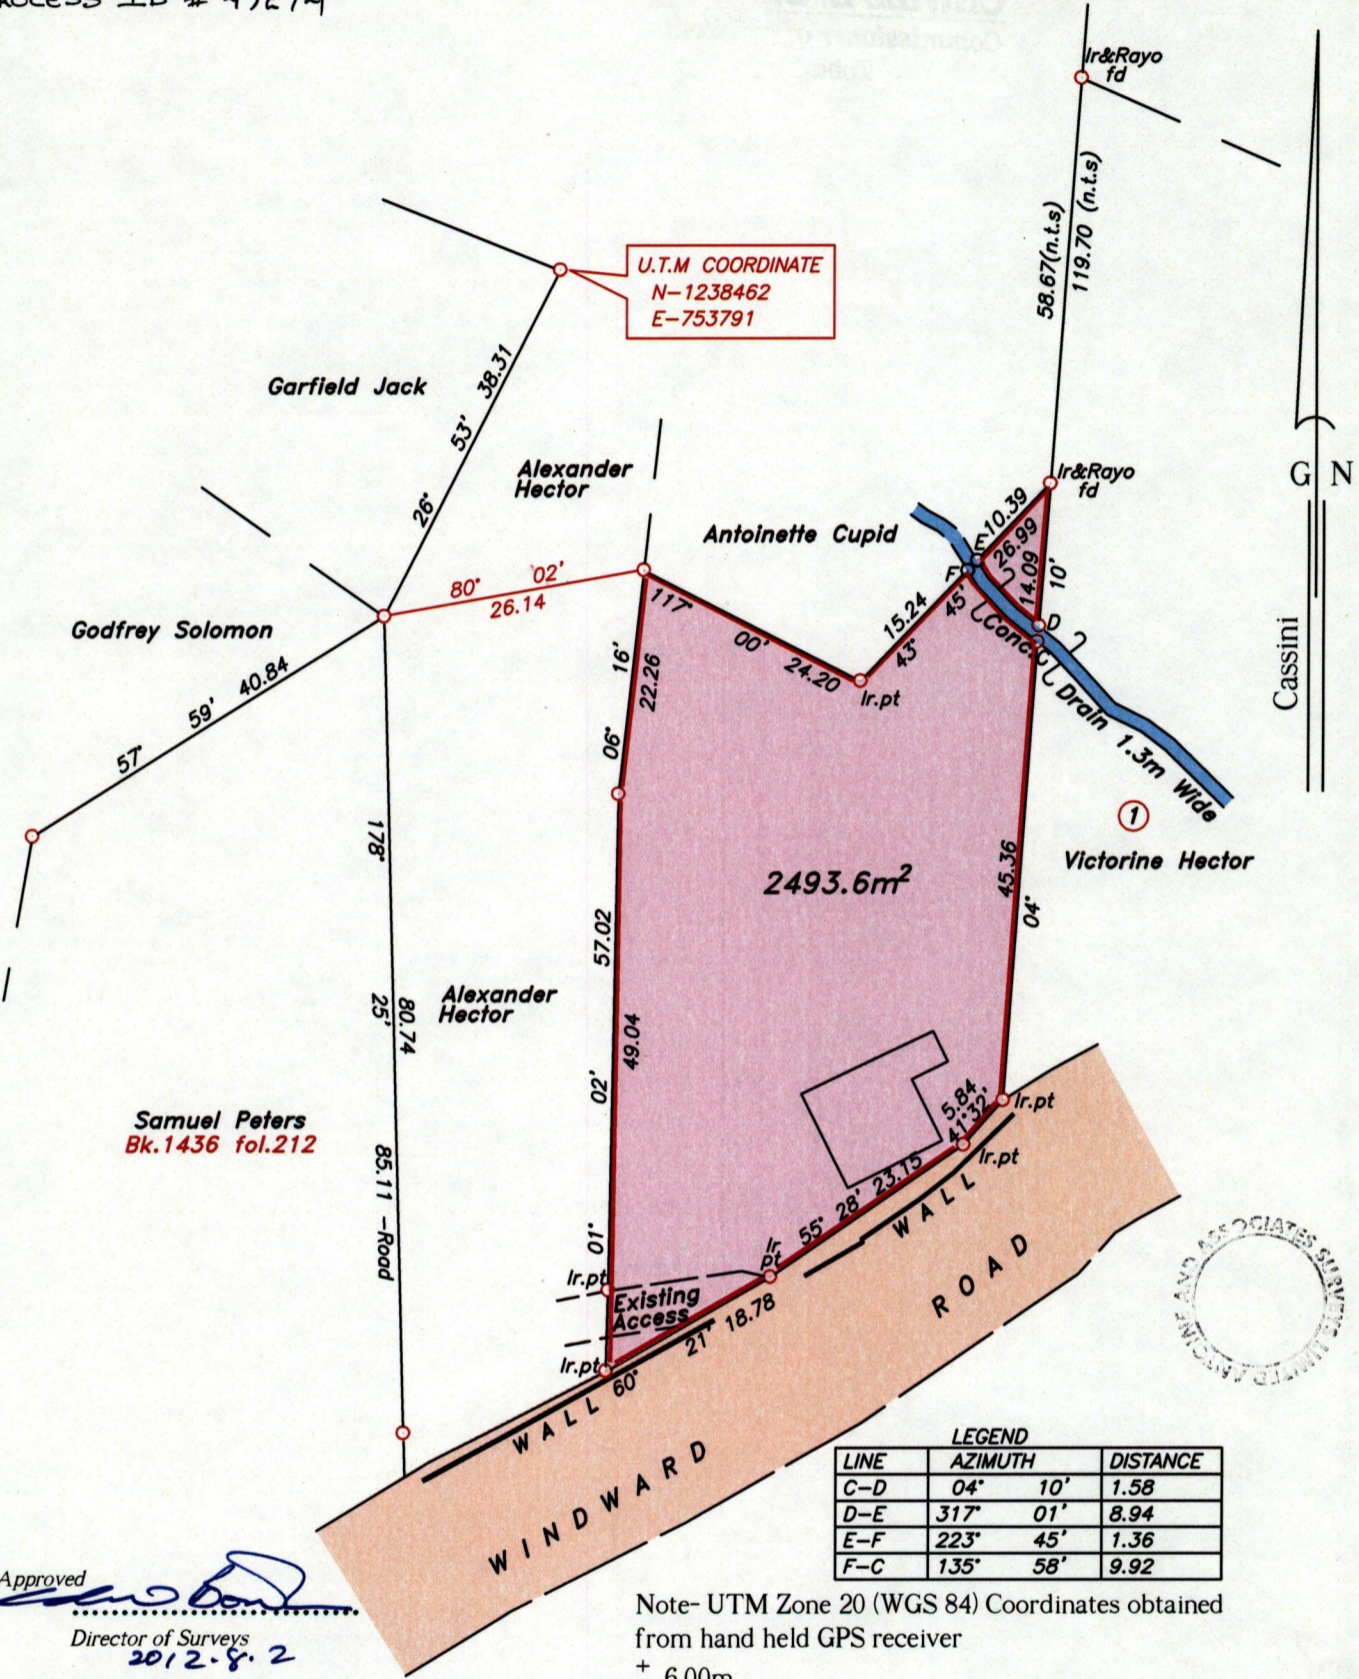 Ir&Rayo
fd
58.67(n.t.s)
119.70 (n.t.s)
U.T.M COORDINATE
N-1238462
E-753791
Garfield Jack
26° 53' 38.31
Alexander
Hector
Antoinette Cupid
Ir&Rayo
fd
G N
Cassini
10.39
E
26.99
14.09
10'
F
D
C
45'
15.24
43°
Conc. Drain 1.3m Wide
80° 02'
26.14
117° 00' 24.20
Ir.pt
Godfrey Solomon
57° 59' 40.84
06° 16'
22.26
1
Victorine Hector
2493.6m²
45.36
04°
178° 25'
80.74
85.11 -Road
57.02
49.04
01° 02'
Alexander
Hector
Samuel Peters
Bk.1436 fol.212
5.84
41°32'
Ir.pt
Ir.pt
55° 28' 23.15
Ir
pt
Ir.pt
Existing
Access
60° 21' 18.78
Ir.pt
WALL
WALL
WINDWARD ROAD
ANTOINE AND ASSOCIATES SURVEYS LIMITED
LEGEND
LINE AZIMUTH DISTANCE
C-D 04° 10' 1.58
D-E 317° 01' 8.94
E-F 223° 45' 1.36
F-C 135° 58' 9.92
Approved
Director of Surveys
2012.8.2
Note- UTM Zone 20 (WGS 84) Coordinates obtained
from hand held GPS receiver
+ 6.00m